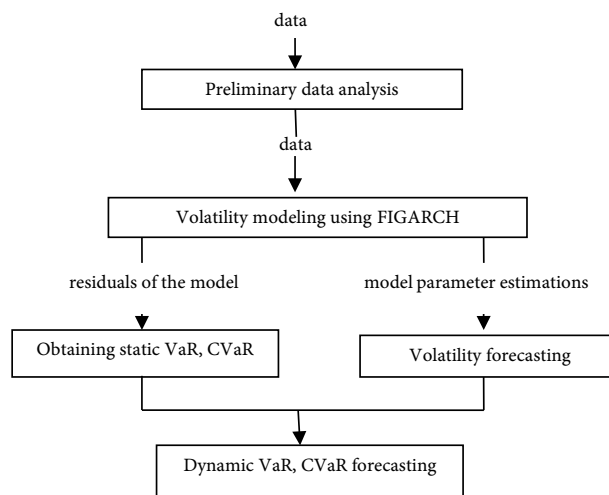 data
Preliminary data analysis
data
Volatility modeling using FIGARCH
residuals of the model
model parameter estimations
Obtaining static VaR, CVaR
Volatility forecasting
Dynamic VaR, CVaR forecasting